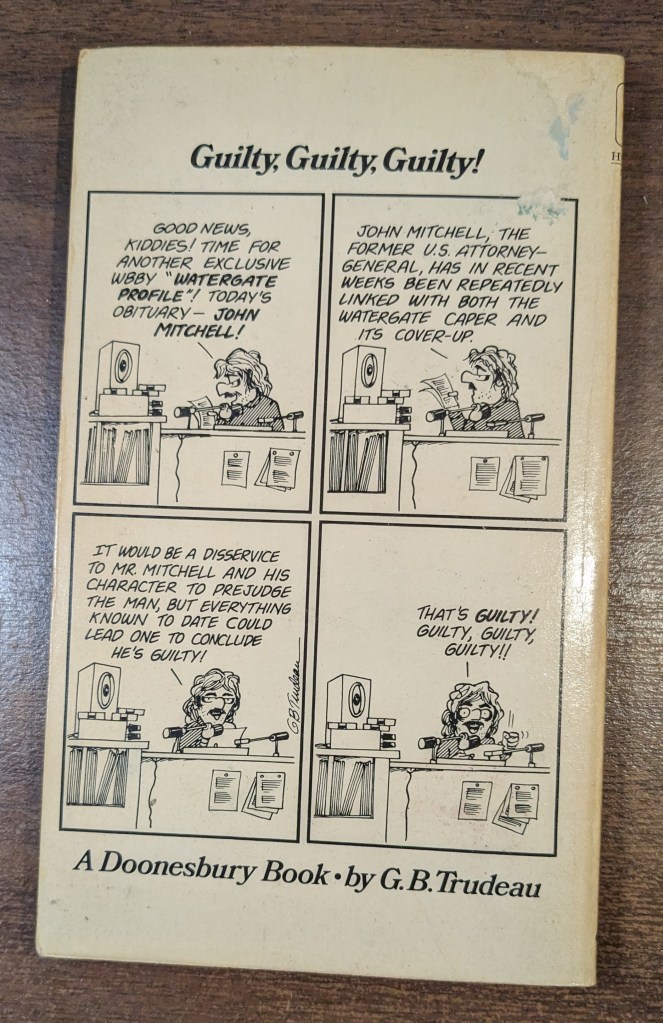 Guilty, Guilty, Guilty!
GOOD NEWS,
KIDDIES! TIME FOR
ANOTHER EXCLUSIVE
WBBY "WATERGATE
PROFILE"! TODAY'S
OBITUARY— JOHN
MITCHELL!
JOHN MITCHELL, THE
FORMER U.S. ATTORNEY—
GENERAL, HAS IN RECENT
WEEKS BEEN REPEATEDLY
LINKED WITH BOTH THE
WATERGATE CAPER AND
ITS COVER-UP.
IT WOULD BE A DISSERVICE
TO MR. MITCHELL AND HIS
CHARACTER TO PREJUDGE
THE MAN, BUT EVERYTHING
KNOWN TO DATE COULD
LEAD ONE TO CONCLUDE
HE'S GUILTY!
GB Trudeau
THAT'S GUILTY!
GUILTY, GUILTY,
GUILTY!!
A Doonesbury Book • by G.B.Trudeau